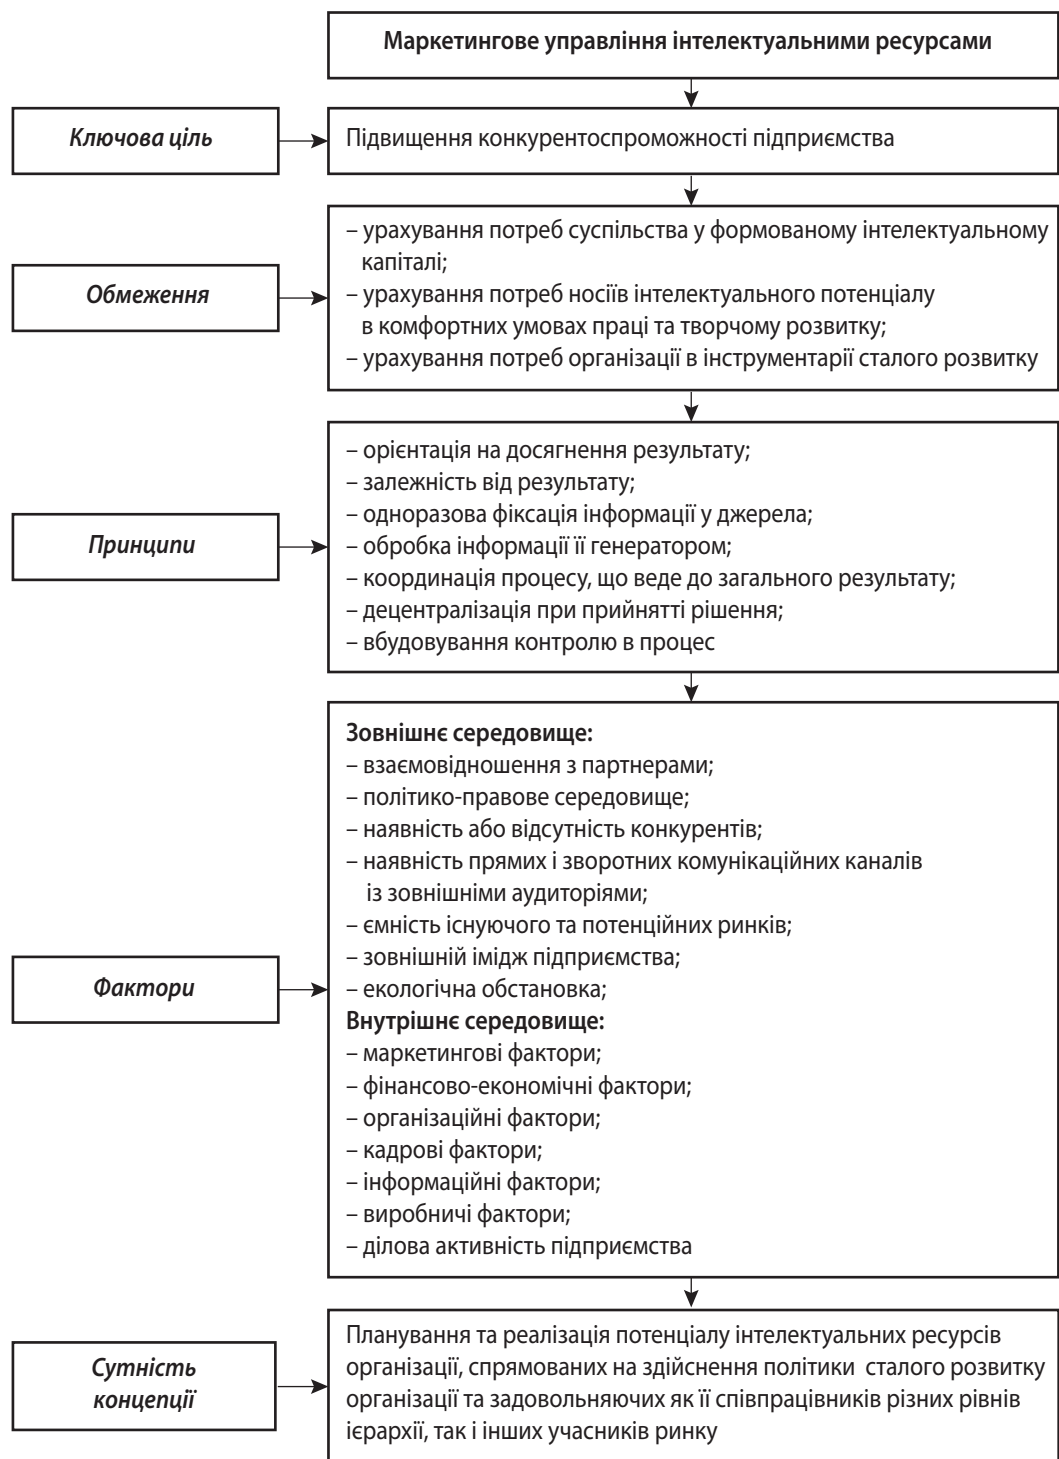 Маркетингове управління інтелектуальними ресурсами
Ключова ціль
Підвищення конкурентоспроможності підприємства
Обмеження
– урахування потреб суспільства у формованому інтелектуальному
капіталі;
– урахування потреб носіїв інтелектуального потенціалу
в комфортних умовах праці та творчому розвитку;
– урахування потреб організації в інструментарії сталого розвитку
Принципи
– орієнтація на досягнення результату;
– залежність від результату;
– одноразова фіксація інформації у джерела;
– обробка інформації її генератором;
– координація процесу, що веде до загального результату;
– децентралізація при прийнятті рішення;
– вбудовування контролю в процес
Фактори
Зовнішнє середовище:
– взаємовідношення з партнерами;
– політико-правове середовище;
– наявність або відсутність конкурентів;
– наявність прямих і зворотних комунікаційних каналів
із зовнішніми аудиторіями;
– ємність існуючого та потенційних ринків;
– зовнішній імідж підприємства;
– екологічна обстановка;
Внутрішнє середовище:
– маркетингові фактори;
– фінансово-економічні фактори;
– організаційні фактори;
– кадрові фактори;
– інформаційні фактори;
– виробничі фактори;
– ділова активність підприємства
Сутність
концепції
Планування та реалізація потенціалу інтелектуальних ресурсів
організації, спрямованих на здійснення політики сталого розвитку
організації та задовольняючих як її співпрацівників різних рівнів
ієрархії, так і інших учасників ринку